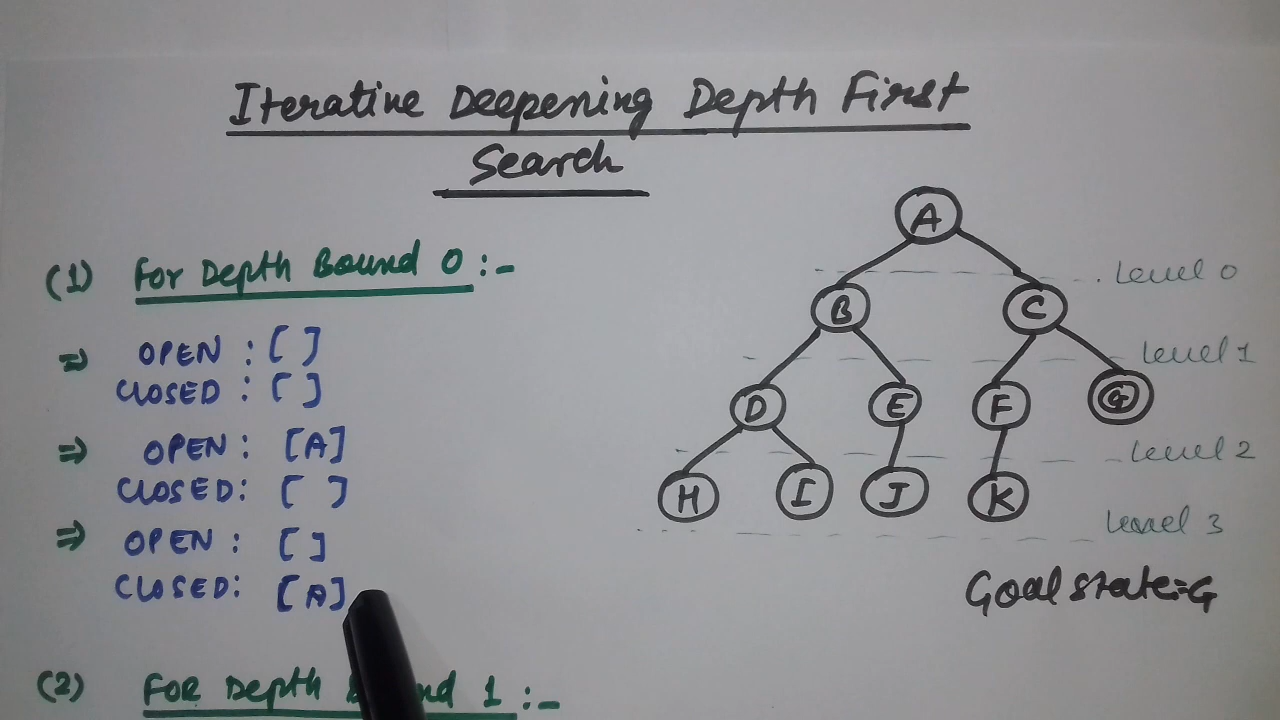 Iterative Deepening Depth First
Search
(1) For Depth Bound 0 :-
⇒ OPEN : [ ]
CLOSED : [ ]
⇒ OPEN : [A]
CLOSED: [ ]
⇒ OPEN : [ ]
CLOSED: [A]
(2) FOR Depth 1 :-
A
Level 0
B C
Level 1
D E F G
Level 2
H I J K
Level 3
Goal state=G